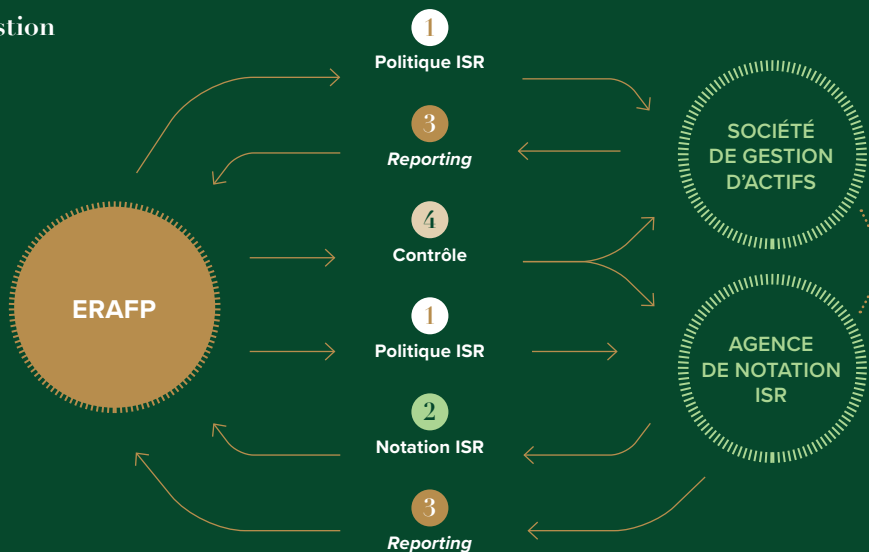 stion
1
Politique ISR
3
Reporting
4
Contrôle
1
Politique ISR
2
Notation ISR
3
Reporting
ERAFP
SOCIÉTÉ
DE GESTION
D'ACTIFS
AGENCE
DE NOTATION
ISR